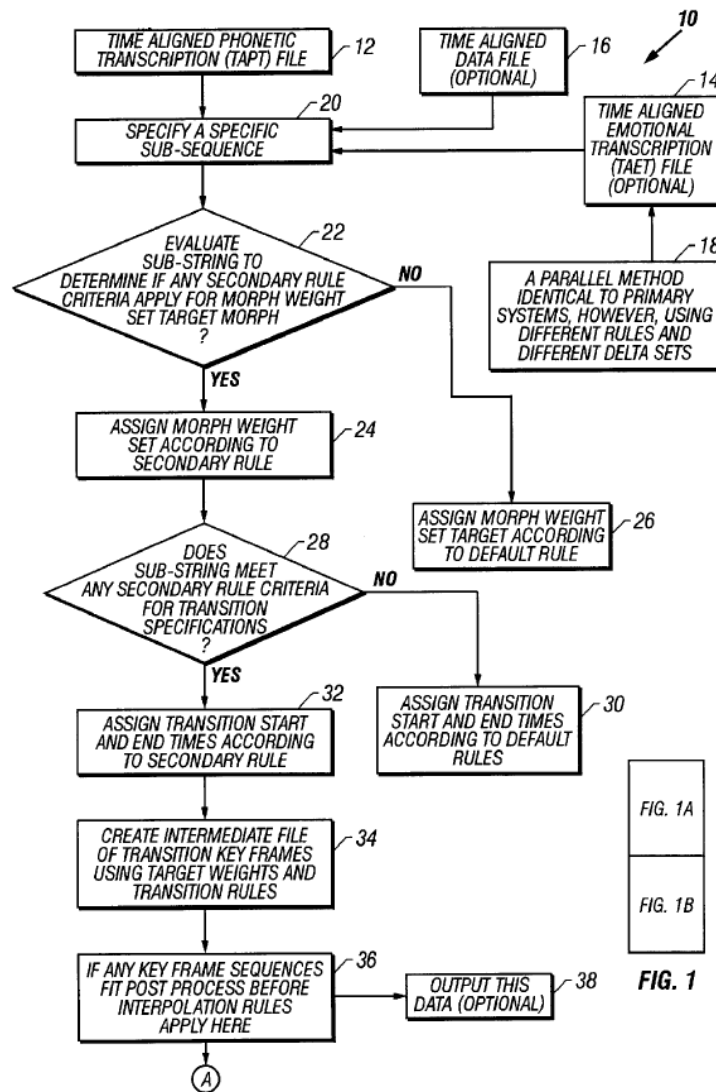 10
TIME ALIGNED PHONETIC
TRANSCRIPTION (TAPT) FILE
12
TIME ALIGNED
DATA FILE
(OPTIONAL)
16
14
TIME ALIGNED
EMOTIONAL
TRANSCRIPTION
(TAET) FILE
(OPTIONAL)
20
SPECIFY A SPECIFIC
SUB-SEQUENCE
18
A PARALLEL METHOD
IDENTICAL TO PRIMARY
SYSTEMS, HOWEVER, USING
DIFFERENT RULES AND
DIFFERENT DELTA SETS
22
EVALUATE
SUB-STRING TO
DETERMINE IF ANY SECONDARY RULE
CRITERIA APPLY FOR MORPH WEIGHT
SET TARGET MORPH
?
NO
YES
ASSIGN MORPH WEIGHT
SET ACCORDING TO
SECONDARY RULE
24
ASSIGN MORPH WEIGHT
SET TARGET ACCORDING
TO DEFAULT RULE
26
28
DOES
SUB-STRING MEET
ANY SECONDARY RULE CRITERIA
FOR TRANSITION
SPECIFICATIONS
?
NO
YES
32
ASSIGN TRANSITION START
AND END TIMES ACCORDING
TO SECONDARY RULE
ASSIGN TRANSITION
START AND END TIMES
ACCORDING TO DEFAULT
RULES
30
CREATE INTERMEDIATE FILE
OF TRANSITION KEY FRAMES
USING TARGET WEIGHTS AND
TRANSITION RULES
34
IF ANY KEY FRAME SEQUENCES
FIT POST PROCESS BEFORE
INTERPOLATION RULES
APPLY HERE
36
OUTPUT THIS
DATA (OPTIONAL)
38
A
FIG. 1A
FIG. 1B
FIG. 1